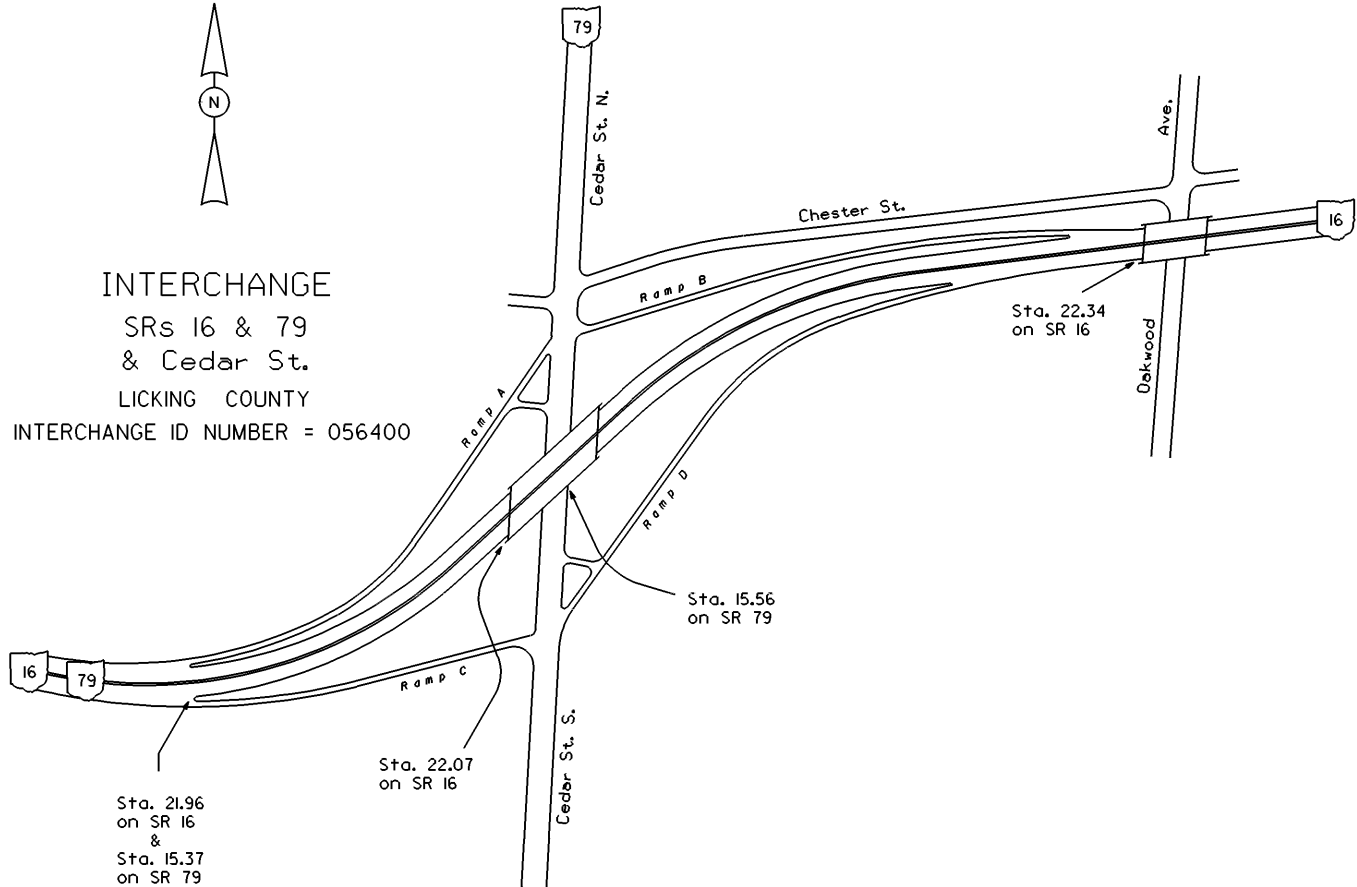 79
N
Cedar St. N.
Ave.
Chester St.
16
INTERCHANGE
SRs 16 & 79
& Cedar St.
LICKING COUNTY
INTERCHANGE ID NUMBER = 056400
Ramp B
Sta. 22.34
on SR 16
Oakwood
Ramp A
Ramp D
Sta. 15.56
on SR 79
16
79
Ramp C
Sta. 22.07
on SR 16
Cedar St. S.
Sta. 21.96
on SR 16
&
Sta. 15.37
on SR 79